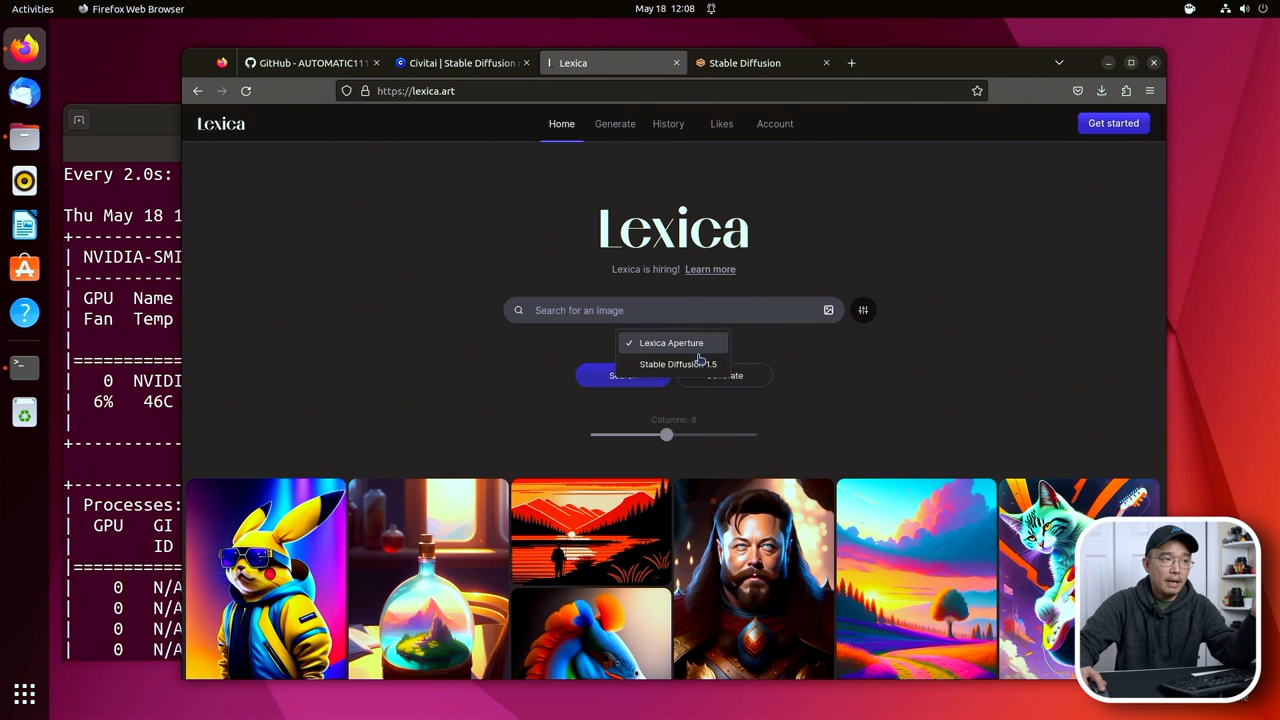 Activities
Firefox Web Browser
May 18 12:08
GitHub - AUTOMATIC111
Civitai | Stable Diffusion
Lexica
Stable Diffusion
https://lexica.art
Lexica
Home
Generate
History
Likes
Account
Get started
Every 2.0s:
Thu May 18 1
NVIDIA-SMI
GPU Name
Fan Temp
0 NVIDI
6% 46C
Processes:
GPU GI
ID
0 N/A
0 N/A
0 N/A
0 N/A
Lexica
Lexica is hiring! Learn more
Search for an image
Lexica Aperture
Stable Diffusion 1.5
Columns: 6